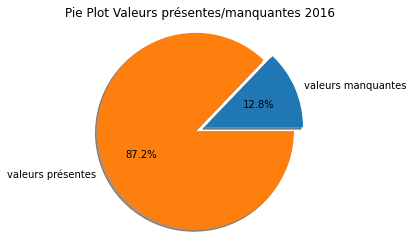 Pie Plot Valeurs présentes/manquantes 2016
valeurs manquantes
12.8%
87.2%
valeurs présentes